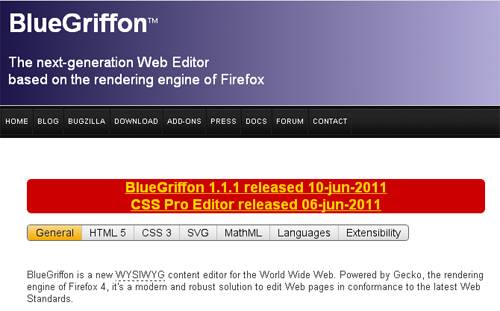 BlueGriffon™
The next-generation Web Editor
based on the rendering engine of Firefox
HOME BLOG BUGZILLA DOWNLOAD ADD-ONS PRESS DOCS FORUM CONTACT
BlueGriffon 1.1.1 released 10-jun-2011
CSS Pro Editor released 06-jun-2011
General HTML 5 CSS 3 SVG MathML Languages Extensibility
BlueGriffon is a new WYSIWYG content editor for the World Wide Web. Powered by Gecko, the rendering
engine of Firefox 4, it's a modern and robust solution to edit Web pages in conformance to the latest Web
Standards.